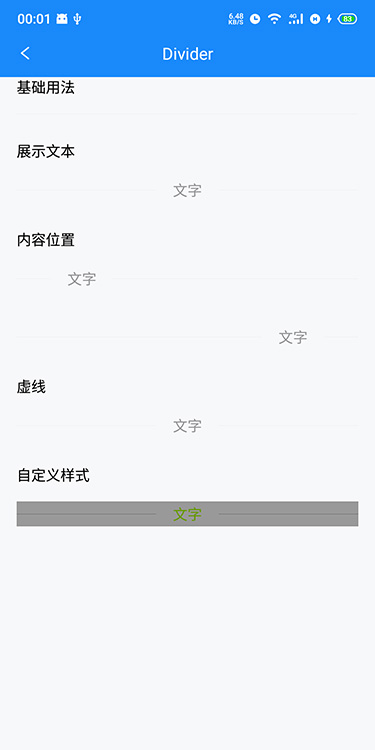 00:01
6.48
KB/S
4G
83
Divider
基础用法
展示文本
文字
内容位置
文字
文字
虚线
文字
自定义样式
文字